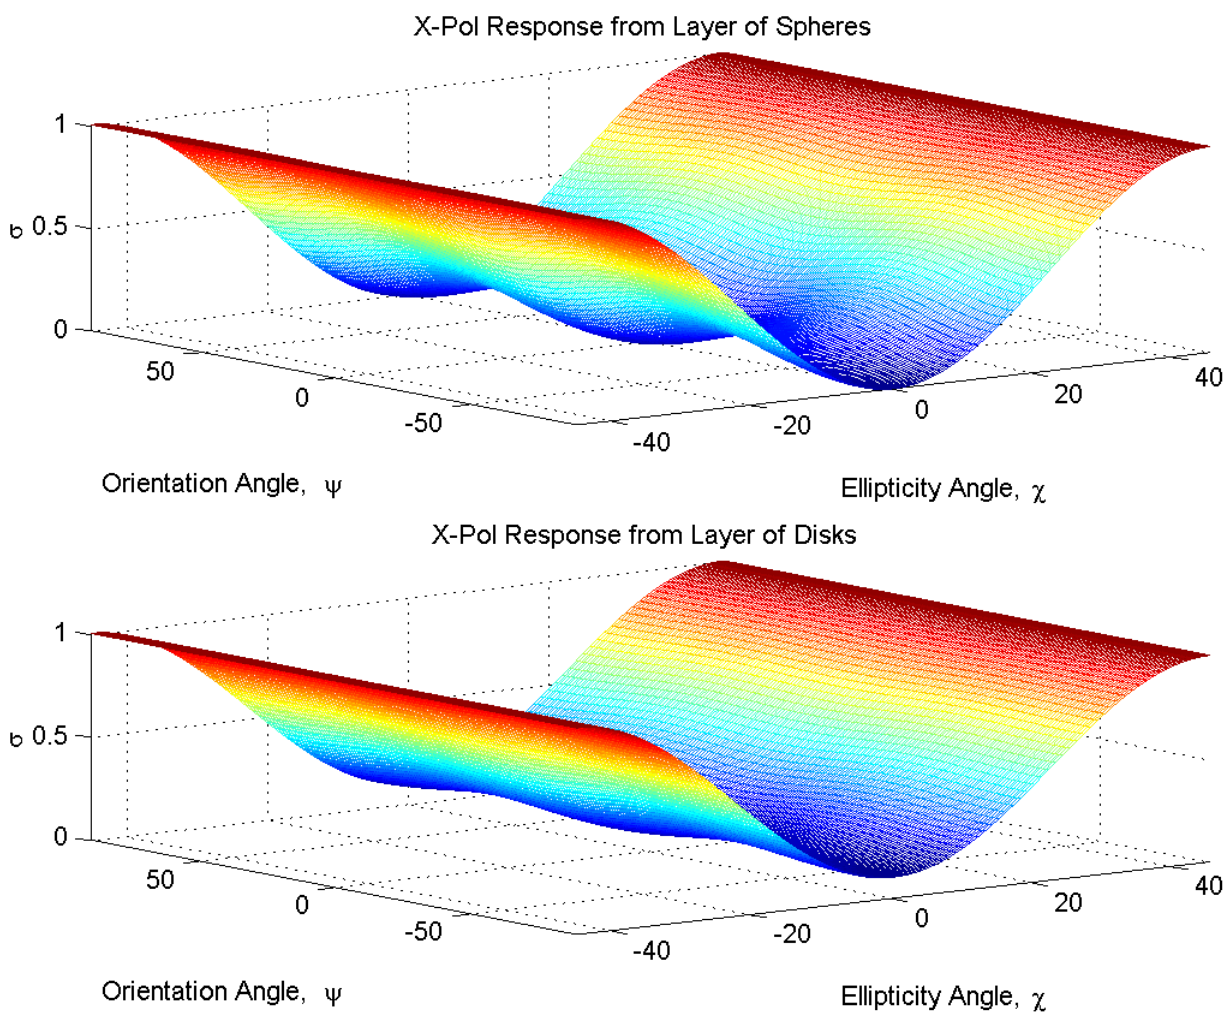 X-Pol Response from Layer of Spheres
1
0.5
0
σ
50
0
-50
-40
-20
0
20
40
Orientation Angle, ψ
Ellipticity Angle, χ
X-Pol Response from Layer of Disks
1
0.5
0
σ
50
0
-50
-40
-20
0
20
40
Orientation Angle, ψ
Ellipticity Angle, χ